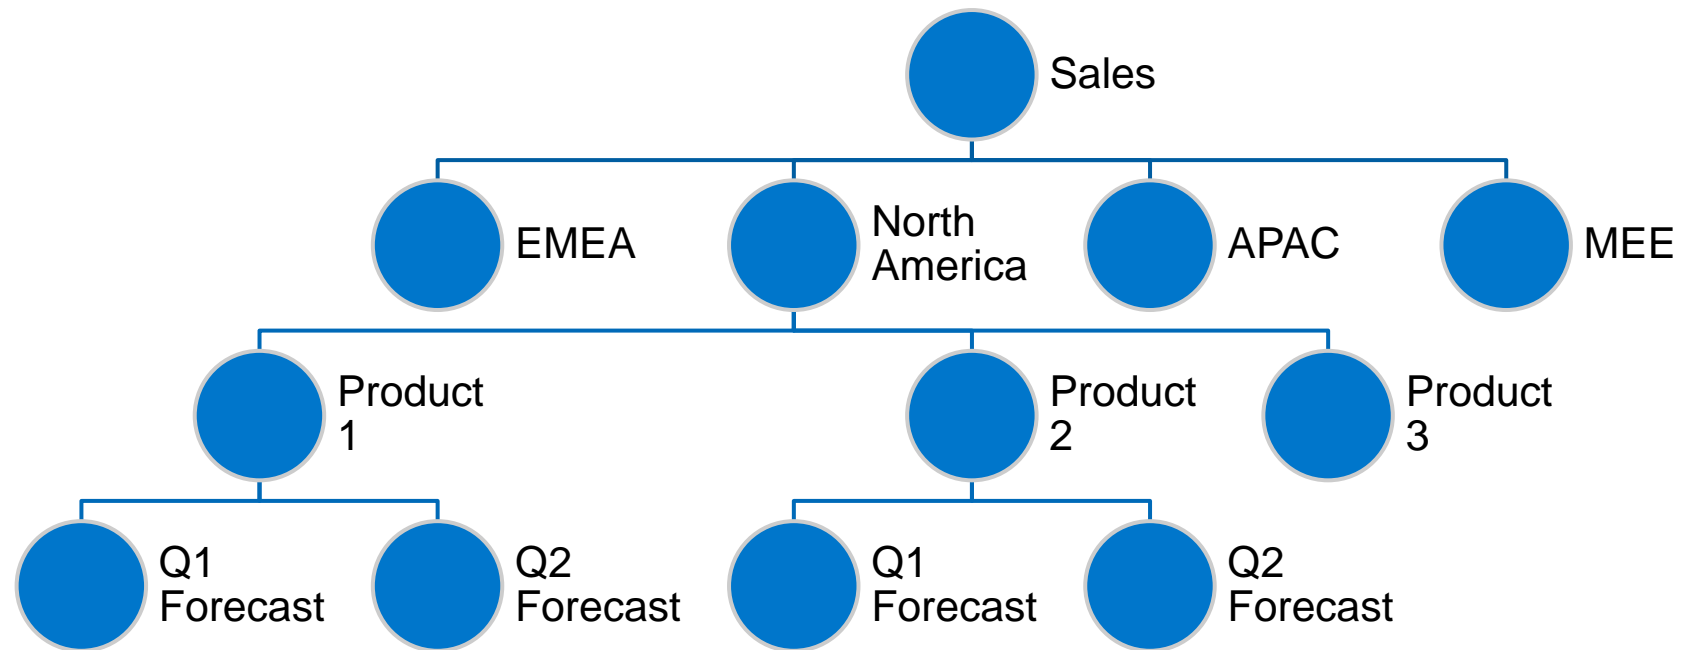 Sales
EMEA
North
America
APAC
MEE
Product
1
Product
2
Product
3
Q1
Forecast
Q2
Forecast
Q1
Forecast
Q2
Forecast